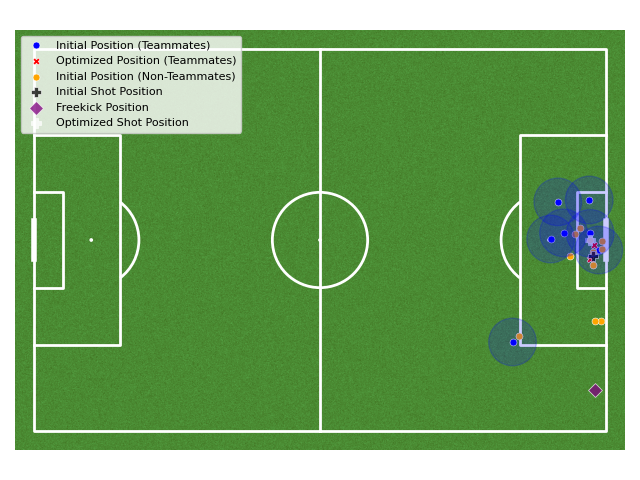 Initial Position (Teammates)
Optimized Position (Teammates)
Initial Position (Non-Teammates)
Initial Shot Position
Freekick Position
Optimized Shot Position